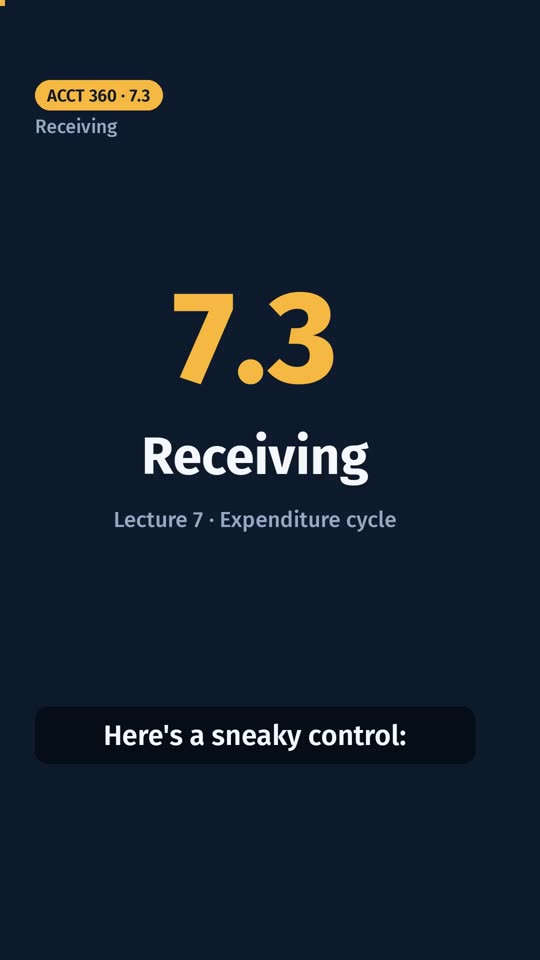 ACCT 360 · 7.3
Receiving
7.3
Receiving
Lecture 7 · Expenditure cycle
Here's a sneaky control: